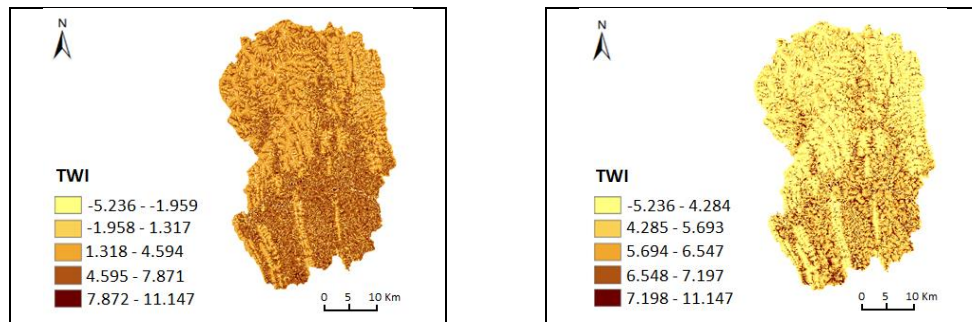 N
TWI
-5.236 - -1.959
-1.958 - 1.317
1.318 - 4.594
4.595 - 7.871
7.872 - 11.147
0 5 10 Km
N
TWI
-5.236 - 4.284
4.285 - 5.693
5.694 - 6.547
6.548 - 7.197
7.198 - 11.147
0 5 10 Km